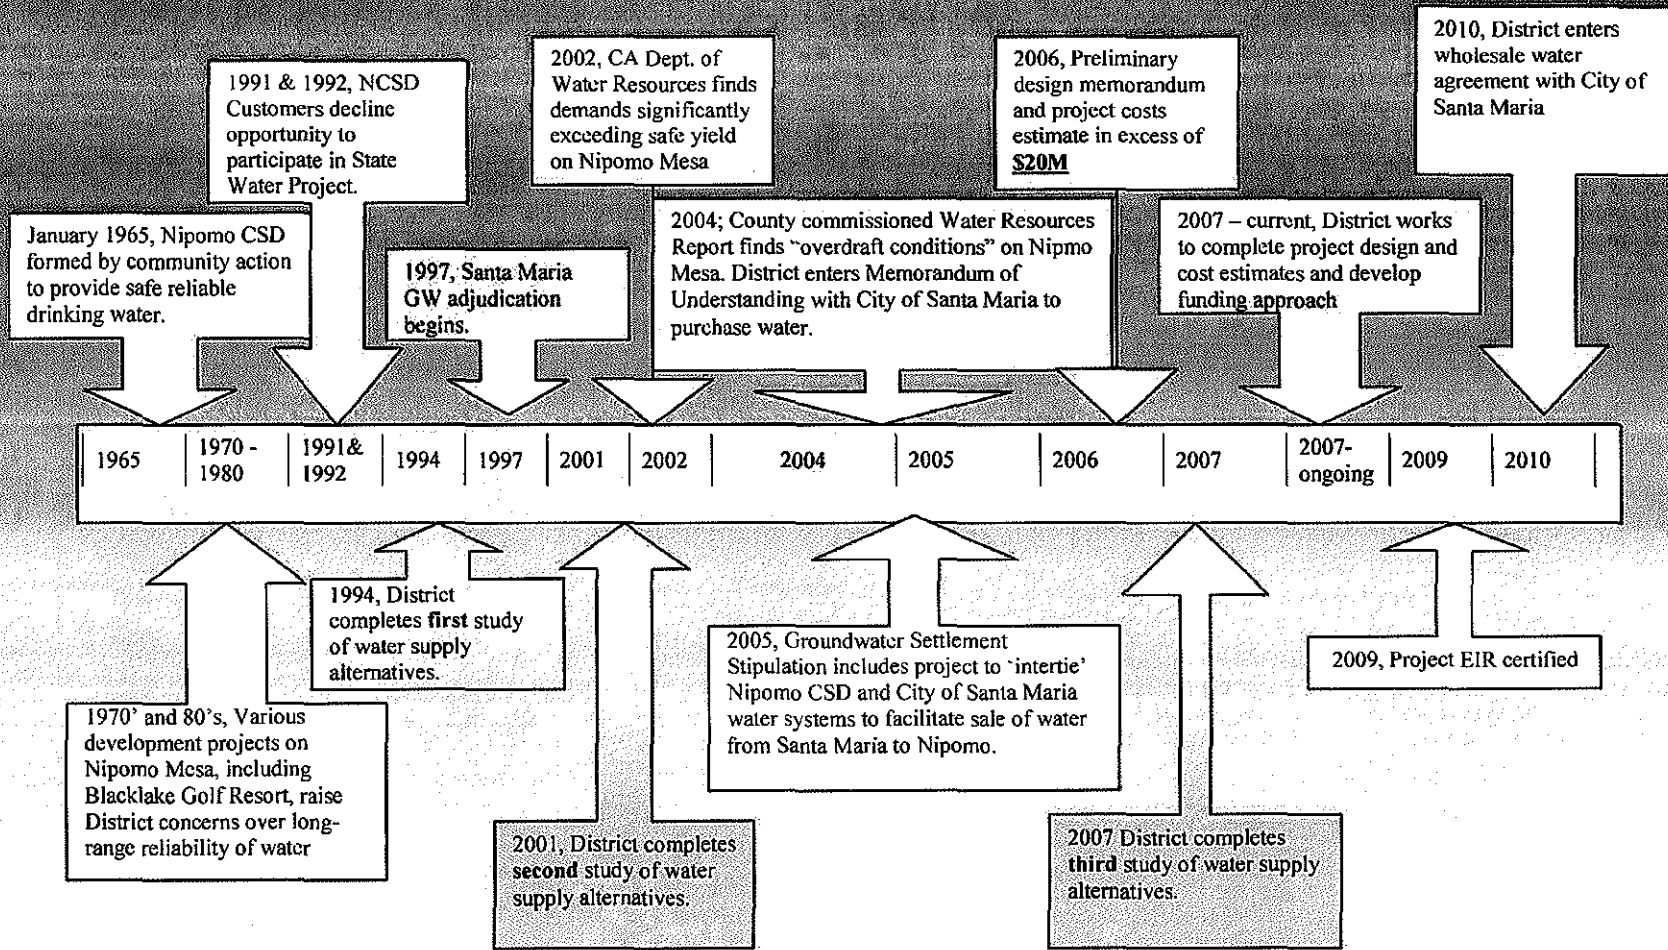 2010, District enters
wholesale water
agreement with City of
Santa Maria
2002, CA Dept. of
Water Resources finds
demands significantly
exceeding safe yield
on Nipomo Mesa
2006, Preliminary
design memorandum
and project costs
estimate in excess of
$20M
1991 & 1992, NCSD
Customers decline
opportunity to
participate in State
Water Project.
January 1965, Nipomo CSD
formed by community action
to provide safe reliable
drinking water.
1997, Santa Maria
GW adjudication
begins.
2004; County commissioned Water Resources
Report finds "overdraft conditions" on Nipmo
Mesa. District enters Memorandum of
Understanding with City of Santa Maria to
purchase water.
2007 – current, District works
to complete project design and
cost estimates and develop
funding approach
1965
1970 -
1980
1991&
1992
1994
1997
2001
2002
2004
2005
2006
2007
2007-
ongoing
2009
2010
1994, District
completes first study
of water supply
alternatives.
2005, Groundwater Settlement
Stipulation includes project to 'intertie'
Nipomo CSD and City of Santa Maria
water systems to facilitate sale of water
from Santa Maria to Nipomo.
2009, Project EIR certified
1970' and 80's, Various
development projects on
Nipomo Mesa, including
Blacklake Golf Resort, raise
District concerns over long-
range reliability of water
2001, District completes
second study of water
supply alternatives.
2007 District completes
third study of water supply
alternatives.